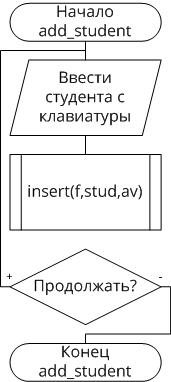 Начало
add_student
Ввести
студента с
клавиатуры
insert(f,stud,av)
Продолжать?
+
-
Конец
add_student